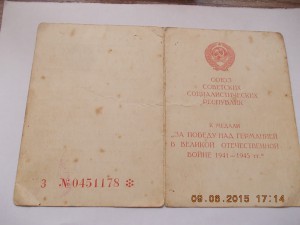 З №0451178 ※
СОЮЗ
СОВЕТСКИХ
СОЦИАЛИСТИЧЕСКИХ
РЕСПУБЛИК
К МЕДАЛИ
„ЗА ПОБЕДУ НАД ГЕРМАНИЕЙ
В ВЕЛИКОЙ ОТЕЧЕСТВЕННОЙ
ВОЙНЕ 1941—1945 гг."
09.08.2015 17:14